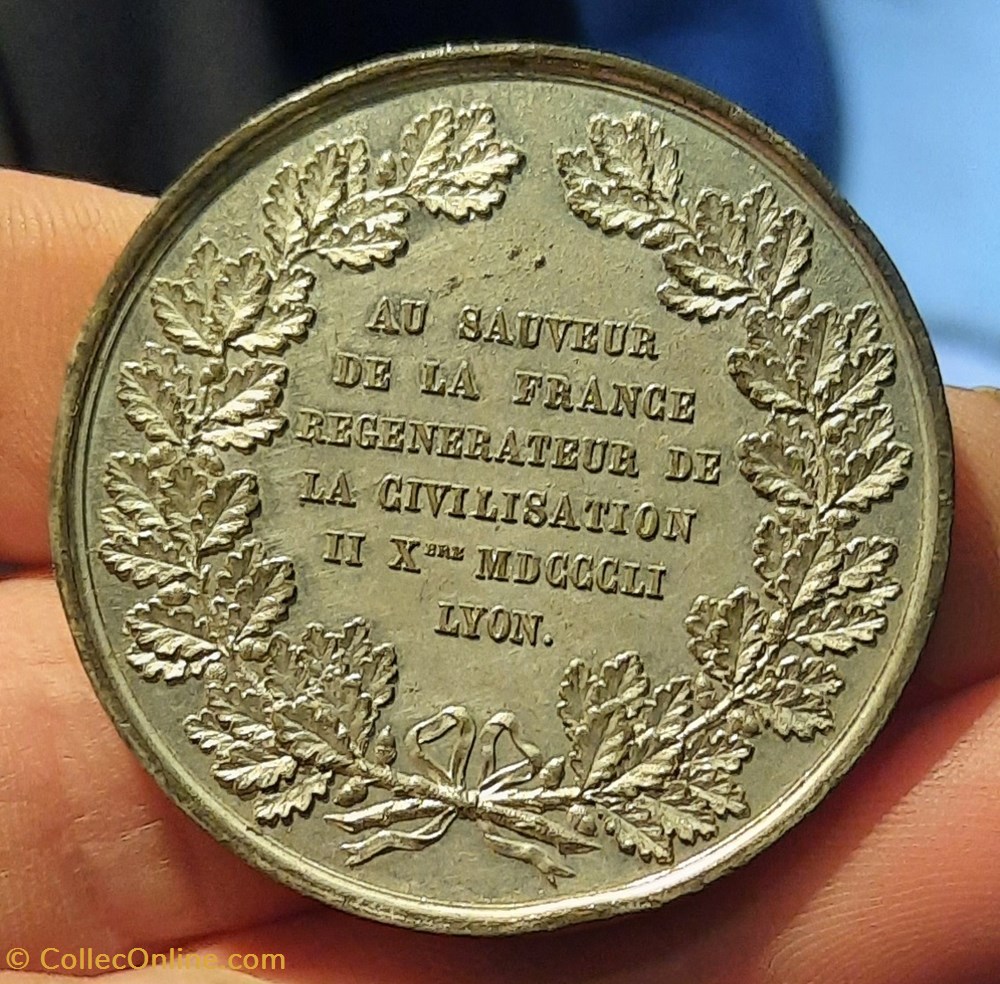 AU SAUVEUR
DE LA FRANCE
REGENERATEUR DE
LA CIVILISATION
II Xᴮᴿᴱ MDCCCLI
LYON.
© CollecOnline.com